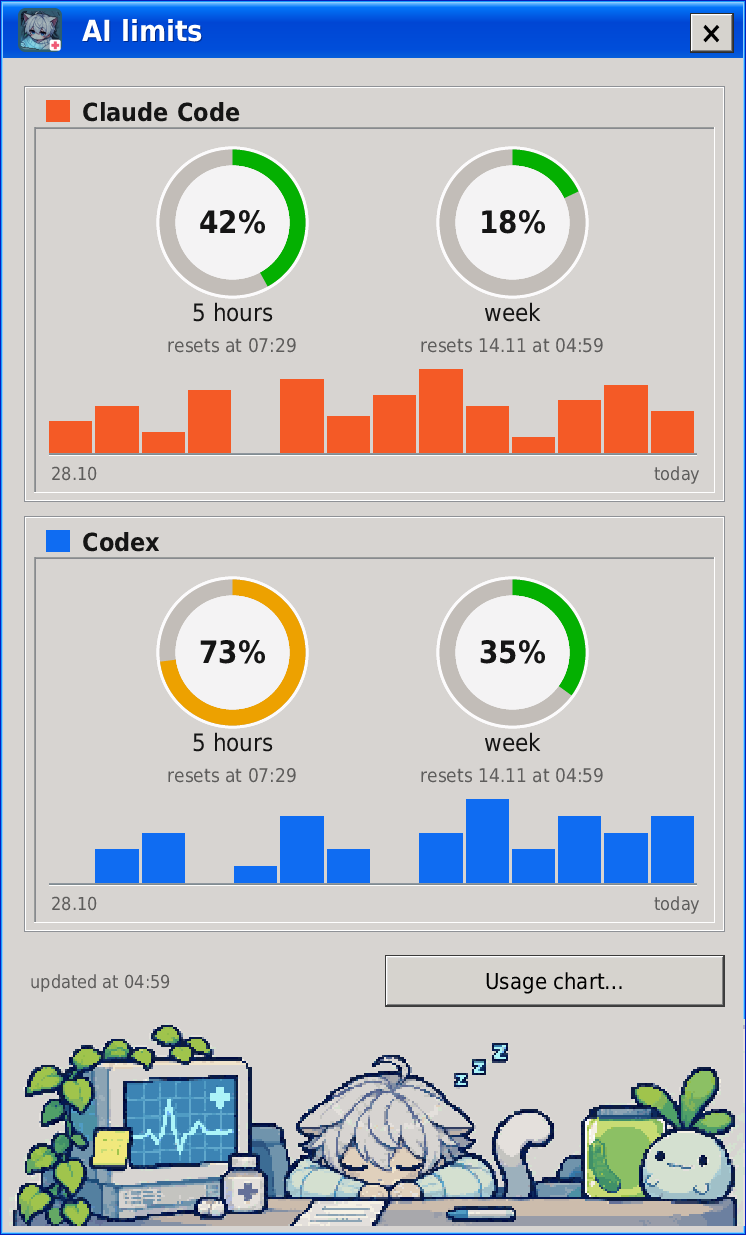 AI limits
Claude Code
42%
18%
5 hours
week
resets at 07:29
resets 14.11 at 04:59
28.10
today
Codex
73%
35%
5 hours
week
resets at 07:29
resets 14.11 at 04:59
28.10
today
updated at 04:59
Usage chart...
z z z